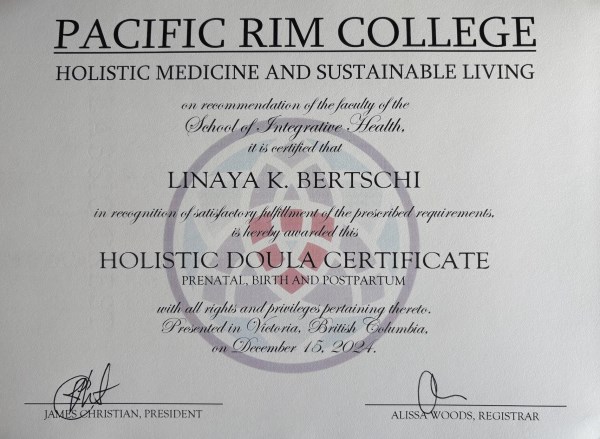 PACIFIC RIM COLLEGE
HOLISTIC MEDICINE AND SUSTAINABLE LIVING
on recommendation of the faculty of the
School of Integrative Health,
it is certified that
LINAYA K. BERTSCHI
in recognition of satisfactory fulfillment of the prescribed requirements,
is hereby awarded this
HOLISTIC DOULA CERTIFICATE
PRENATAL, BIRTH AND POSTPARTUM
with all rights and privileges pertaining thereto.
Presented in Victoria, British Columbia,
on December 15, 2024.
JAMES CHRISTIAN, PRESIDENT
ALISSA WOODS, REGISTRAR